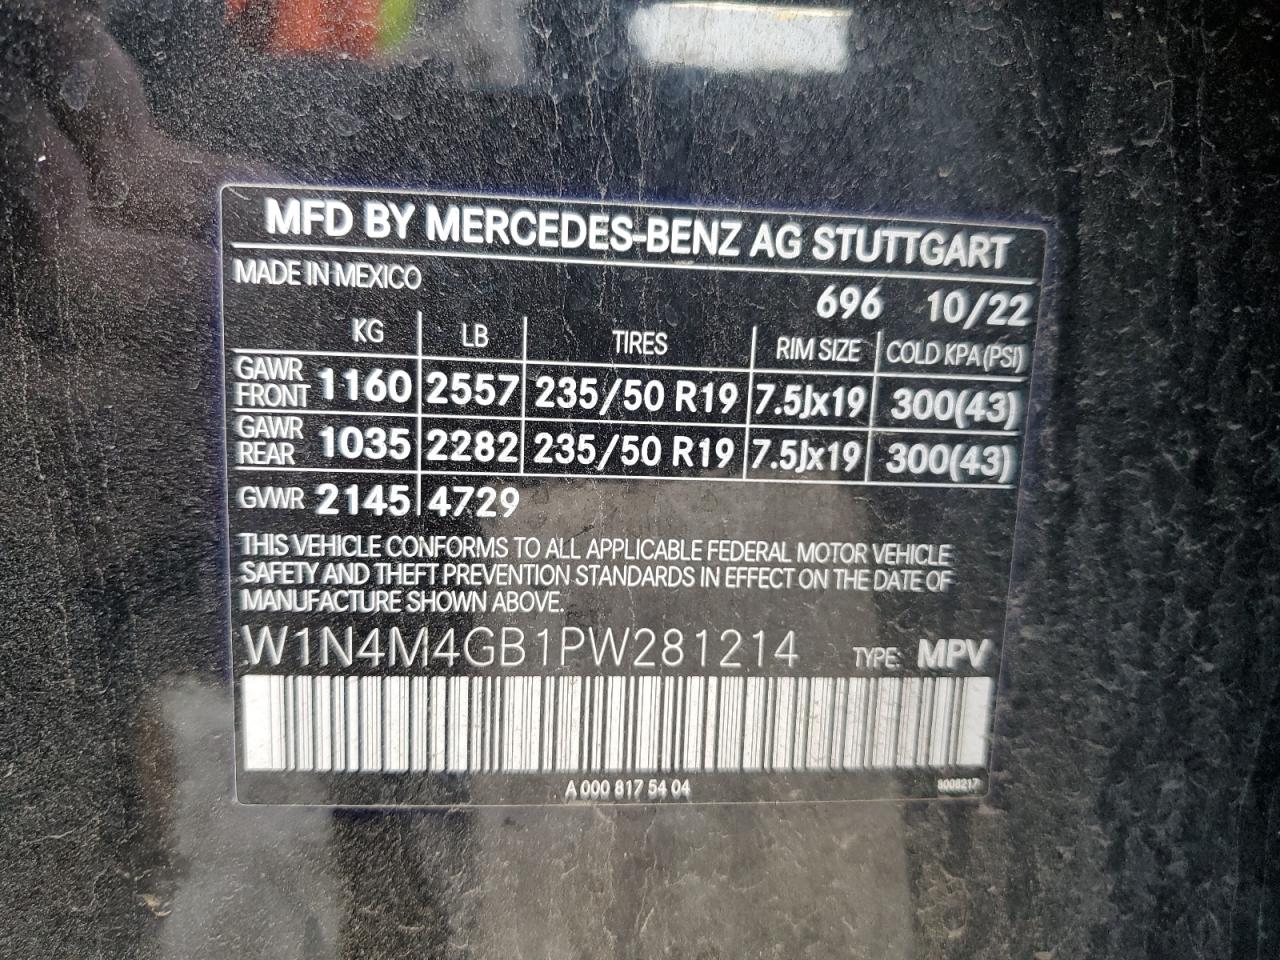 MFD BY MERCEDES-BENZ AG STUTTGART
MADE IN MEXICO
696 10/22
KG LB TIRES RIM SIZE COLD KPA (PSI)
GAWR FRONT 1160 2557 235/50 R19 7.5Jx19 300(43)
GAWR REAR 1035 2282 235/50 R19 7.5Jx19 300(43)
GVWR 2145 4729
THIS VEHICLE CONFORMS TO ALL APPLICABLE FEDERAL MOTOR VEHICLE
SAFETY AND THEFT PREVENTION STANDARDS IN EFFECT ON THE DATE OF
MANUFACTURE SHOWN ABOVE.
W1N4M4GB1PW281214 TYPE: MPV
A 000 817 54 04 8008217